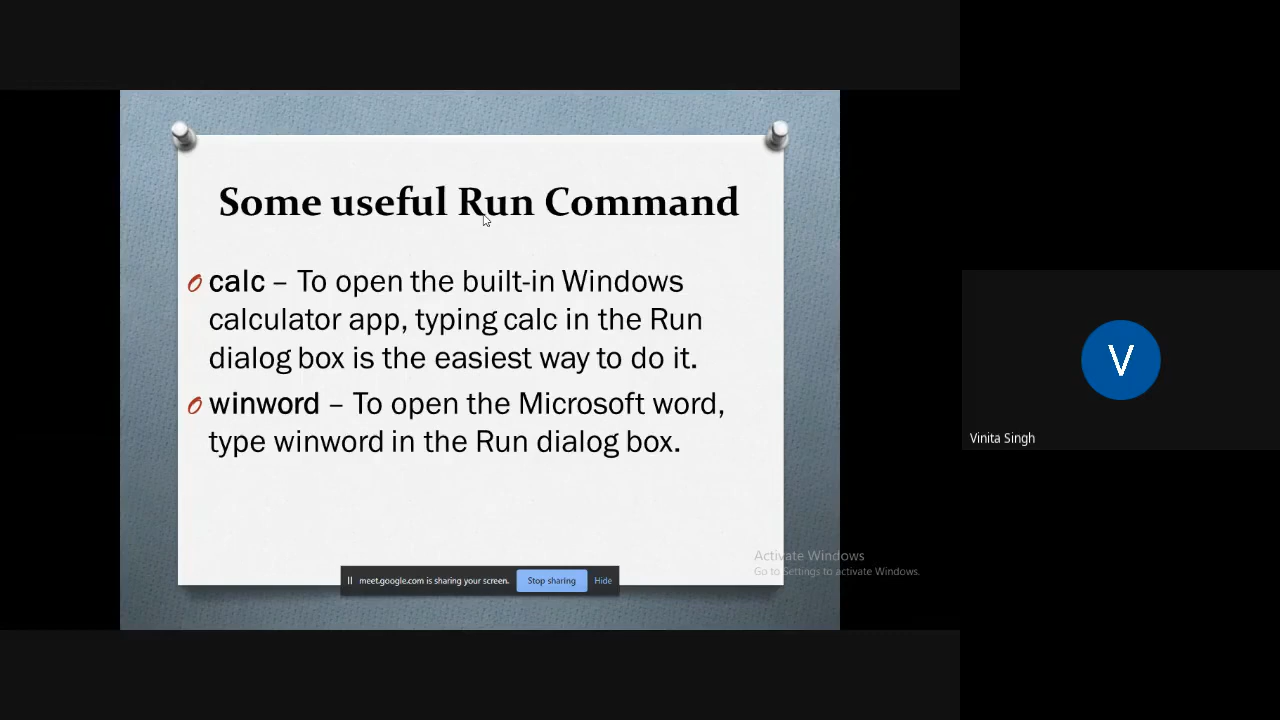 Some useful Run Command
calc – To open the built-in Windows
calculator app, typing calc in the Run
dialog box is the easiest way to do it.
winword – To open the Microsoft word,
type winword in the Run dialog box.
V
Vinita Singh
Activate Windows
Go to Settings to activate Windows.
meet.google.com is sharing your screen. Stop sharing Hide